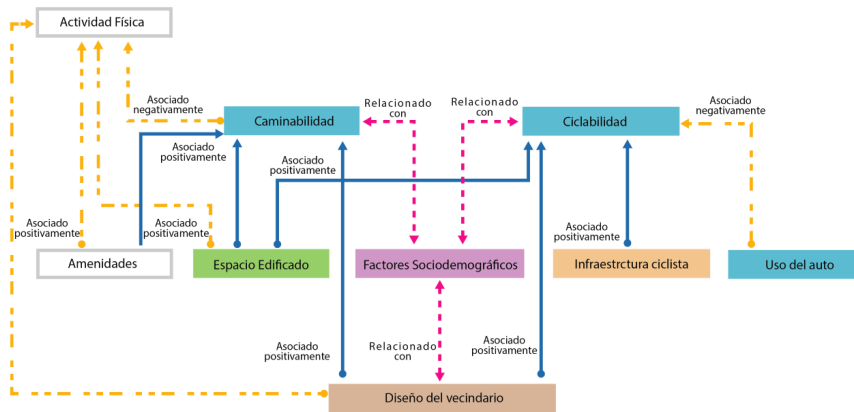 Actividad Física
Asociado
negativamente
Relacionado
con
Relacionado
con
Asociado
negativamente
Caminabilidad
Ciclabilidad
Asociado
positivamente
Asociado
positivamente
Asociado
positivamente
Asociado
positivamente
Asociado
positivamente
Amenidades
Espacio Edificado
Factores Sociodemográficos
Infraestrctura ciclista
Uso del auto
Asociado
positivamente
Relacionado
con
Asociado
positivamente
Diseño del vecindario